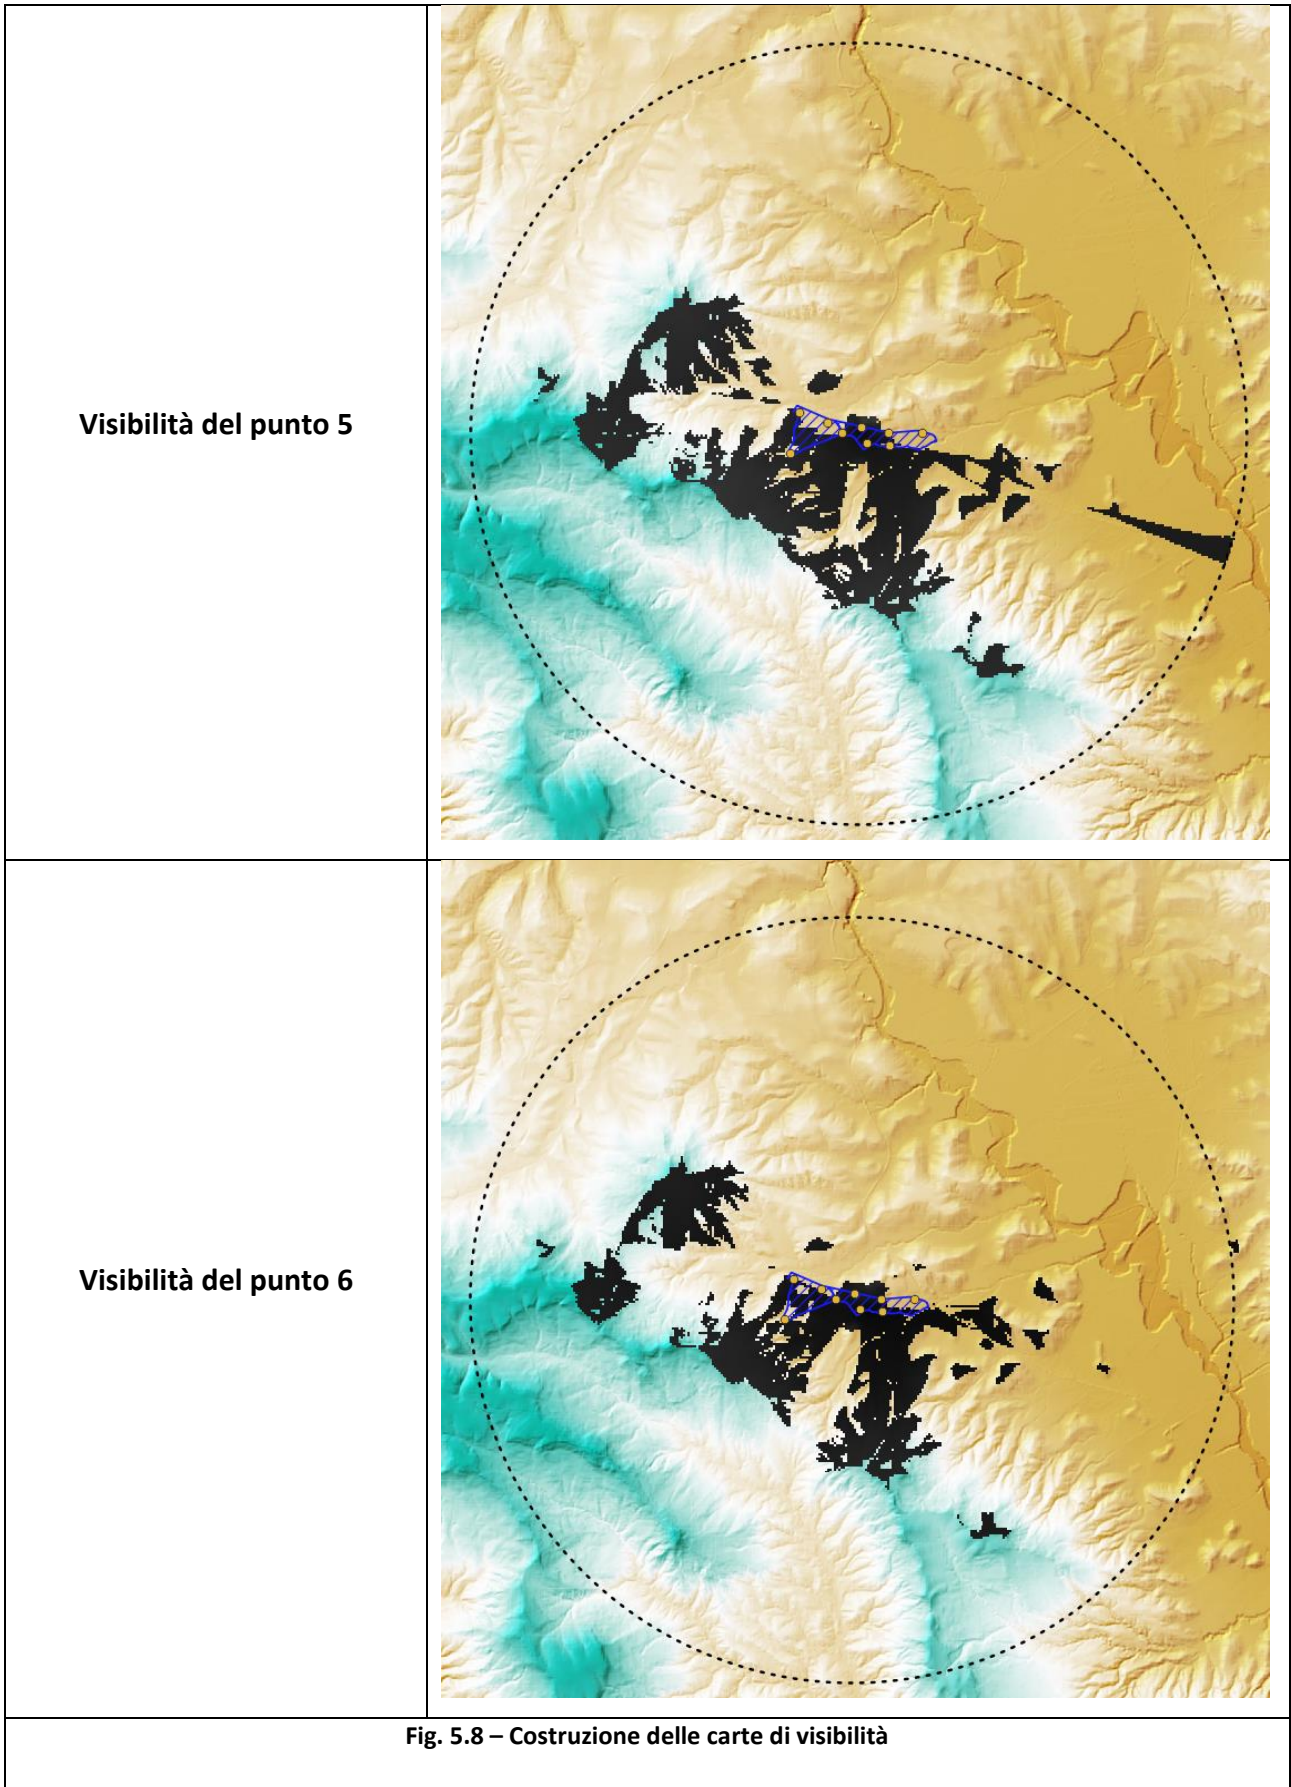 Visibilità del punto 5
Visibilità del punto 6
Fig. 5.8 – Costruzione delle carte di visibilità